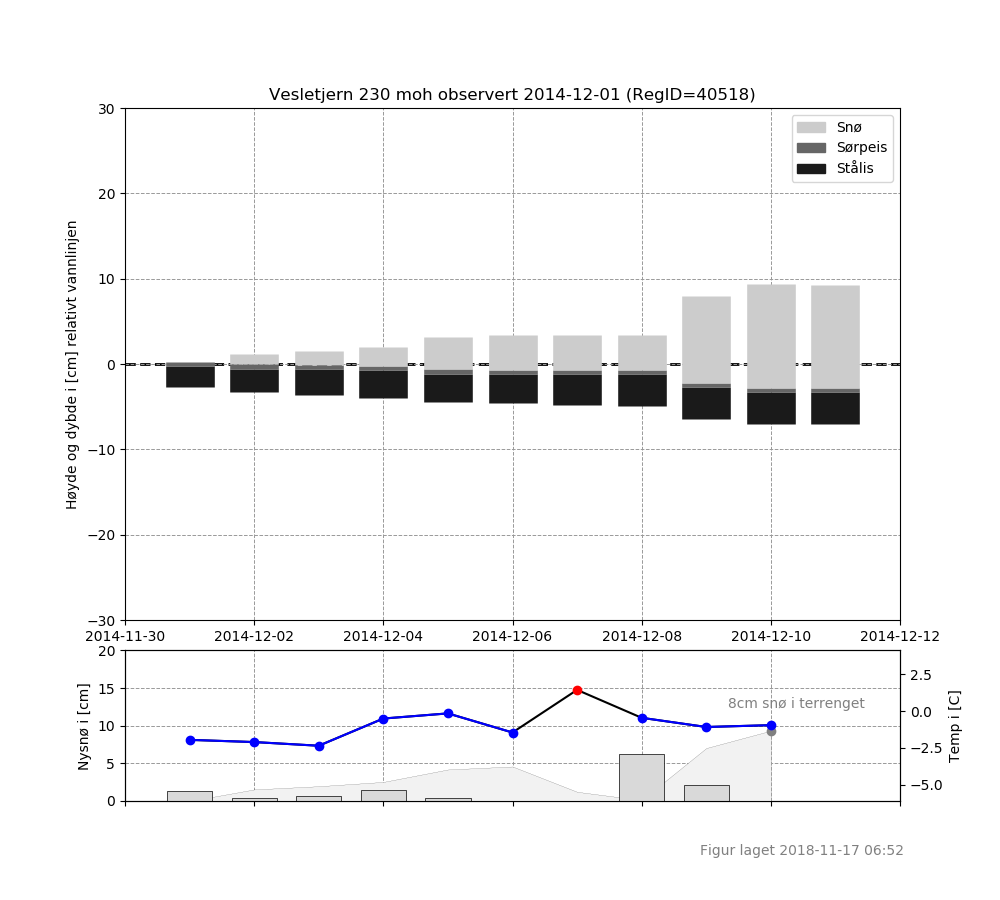 Vesletjern 230 moh observert 2014-12-01 (RegID=40518)
Høyde og dybde i [cm] relativt vannlinjen
30
20
10
0
−10
−20
−30
Snø
Sørpeis
Stålis
2014-11-30 2014-12-02 2014-12-04 2014-12-06 2014-12-08 2014-12-10 2014-12-12
Nysnø i [cm]
20
15
10
5
0
8cm snø i terrenget
2.5
0.0
−2.5
−5.0
Temp i [C]
Figur laget 2018-11-17 06:52